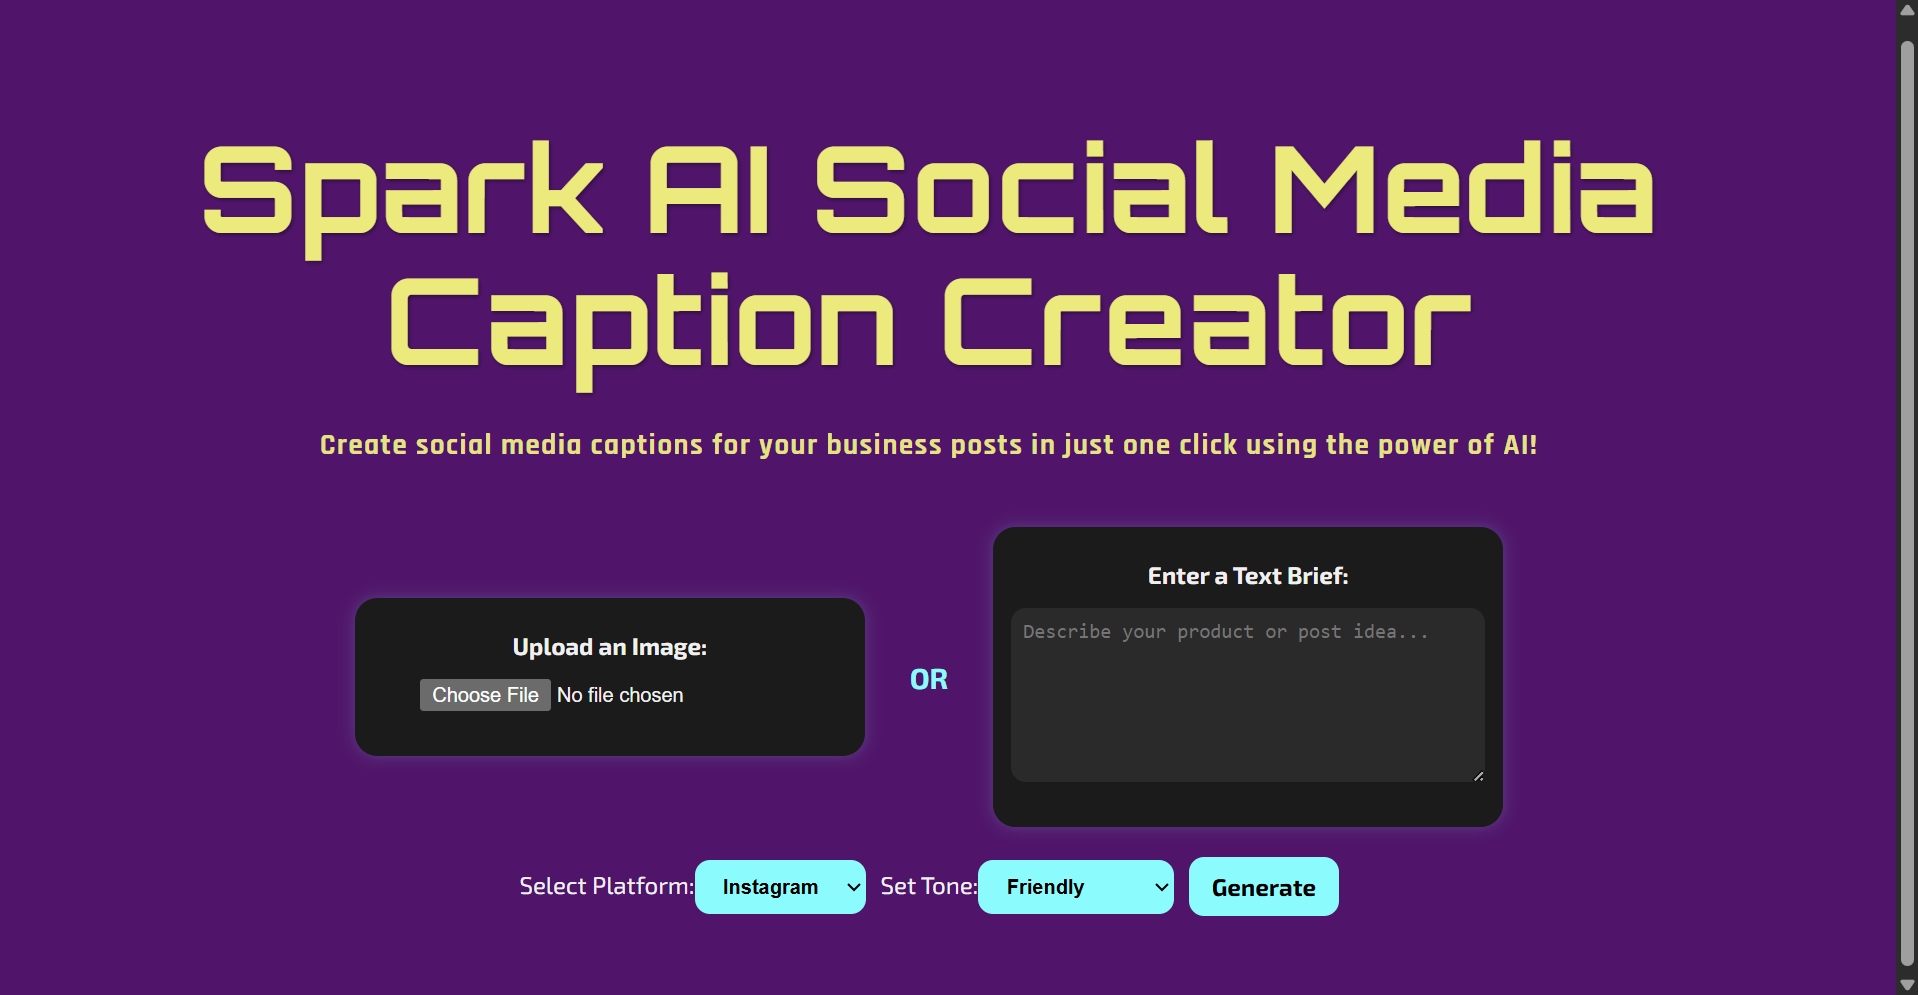 Spark AI Social Media
Caption Creator
Create social media captions for your business posts in just one click using the power of AI!
Upload an Image:
Choose File No file chosen
OR
Enter a Text Brief:
Describe your product or post idea...
Select Platform: Instagram Set Tone: Friendly Generate